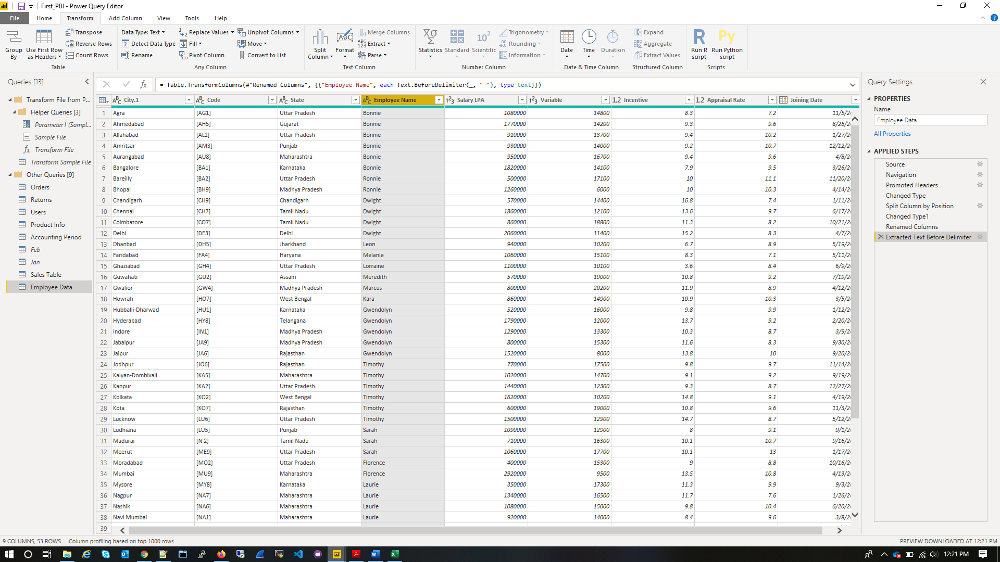 First_PBI - Power Query Editor
File Home Transform Add Column View Tools Help
Group By
Use First Row as Headers
Transpose
Reverse Rows
Count Rows
Table
Data Type: Text
Detect Data Type
Rename
Replace Values
Fill
Pivot Column
Unpivot Columns
Move
Convert to List
Any Column
Split Column
Format
Merge Columns
Extract
Parse
Text Column
Statistics
Standard
Scientific
Trigonometry
Rounding
Information
Number Column
Date
Time
Duration
Date & Time Column
Expand
Aggregate
Extract Values
Structured Column
Run R script
Run Python script
Scripts
Queries [13]
Transform File from P...
Helper Queries [3]
Parameter1 (Sampl...
Sample File
Transform File
Transform Sample File
Other Queries [9]
Orders
Returns
Users
Product Info
Accounting Period
Feb
Jan
Sales Table
Employee Data
= Table.TransformColumns(#"Renamed Columns", {{"Employee Name", each Text.BeforeDelimiter(_, " "), type text}})
City.1 Code State Employee Name Salary LPA Variable Incentive Appraisal Rate Joining Date
1 Agra [AG1] Uttar Pradesh Bonnie 1080000 14800 8.3 7.2 11/5/2
2 Ahmedabad [AH5] Gujarat Bonnie 1770000 14200 9.3 9.6 8/26/2
3 Allahabad [AL2] Uttar Pradesh Bonnie 910000 13700 9.4 10.2 1/27/2
4 Amritsar [AM3] Punjab Bonnie 930000 14000 9.2 10.7 12/12/2
5 Aurangabad [AU8] Maharashtra Bonnie 950000 16700 9.4 9.6 4/8/2
6 Bangalore [BA1] Karnataka Bonnie 1820000 14100 7.9 9.5 3/26/2
7 Bareilly [BA2] Uttar Pradesh Ronnie 500000 17100 10 11.1 11/20/2
8 Bhopal [BH9] Madhya Pradesh Ronnie 1260000 6000 10 10.3 4/14/2
9 Chandigarh [CH9] Chandigarh Dwight 570000 14400 16.8 7.4 1/11/2
10 Chennai [CH7] Tamil Nadu Dwight 1860000 12100 13.6 9.7 6/17/2
11 Coimbatore [CO7] Tamil Nadu Dwight 860000 18800 11.3 8.2 10/21/2
12 Delhi [DE3] Delhi Dwight 2060000 11400 15.2 8.3 4/7/2
13 Dhanbad [DH5] Jharkhand Leon 940000 10200 6.7 8.9 5/19/2
14 Faridabad [FA4] Haryana Melanie 1060000 15100 8.3 7.1 5/11/2
15 Ghaziabad [GH4] Uttar Pradesh Lorraine 1100000 10100 3.6 8.4 6/9/2
16 Guwahati [GU2] Assam Meredith 570000 19000 10.8 9.2 7/19/2
17 Gwalior [GW4] Madhya Pradesh Marcus 800000 20200 11.9 8.9 4/12/2
18 Howrah [HO7] West Bengal Kara 860000 14900 10.9 10.3 3/5/2
19 Hubballi-Dharwad [HU1] Karnataka Gwendolyn 520000 16000 9.8 9.9 1/12/2
20 Hyderabad [HY8] Telangana Gwendolyn 1790000 12000 13.7 9.2 2/20/2
21 Indore [IN1] Madhya Pradesh Gwendolyn 1290000 13300 10.3 8.7 3/9/2
22 Jabalpur [JA9] Madhya Pradesh Gwendolyn 800000 15300 11.6 8.3 9/30/2
23 Jaipur [JA6] Rajasthan Gwendolyn 1520000 8000 13.8 10 9/20/2
24 Jodhpur [JO6] Rajasthan Timothy 770000 17500 9.8 9.7 11/14/2
25 Kalyan-Dombivali [KA5] Maharashtra Timothy 1020000 14700 9.1 9.2 9/19/2
26 Kanpur [KA2] Uttar Pradesh Timothy 1440000 12300 9.3 8.7 12/27/2
27 Kolkata [KO2] West Bengal Timothy 1620000 10200 14.8 9.1 4/19/2
28 Kota [KO7] Rajasthan Timothy 600000 19000 10.8 9.6 11/3/2
29 Lucknow [LU6] Uttar Pradesh Timothy 1500000 12900 14.7 8.7 5/12/2
30 Ludhiana [LU5] Punjab Sarah 1090000 12900 8 9.1 9/1/2
31 Madurai [N 2] Tamil Nadu Sarah 710000 16300 10.1 10.7 9/16/2
32 Meerut [ME9] Uttar Pradesh Sarah 1060000 17700 10.1 13 1/17/2
33 Moradabad [MO2] Uttar Pradesh Florence 400000 15300 9 8.8 10/16/2
34 Mumbai [MU9] Maharashtra Florence 2920000 9500 13.5 10.8 4/13/2
35 Mysore [MY8] Karnataka Laurie 350000 17300 11.3 9.9 9/3/2
36 Nagpur [NA7] Maharashtra Laurie 1340000 16500 11.7 7.6 1/26/2
37 Nashik [NA6] Maharashtra Laurie 1080000 15000 9.8 10.4 6/20/2
38 Navi Mumbai [NA1] Maharashtra Laurie 920000 14000 8.4 9.6 3/8/2
39
Query Settings
PROPERTIES
Name
Employee Data
All Properties
APPLIED STEPS
Source
Navigation
Promoted Headers
Changed Type
Split Column by Position
Changed Type1
Renamed Columns
Extracted Text Before Delimiter
9 COLUMNS, 53 ROWS Column profiling based on top 1000 rows PREVIEW DOWNLOADED AT 12:21 PM
12:21 PM